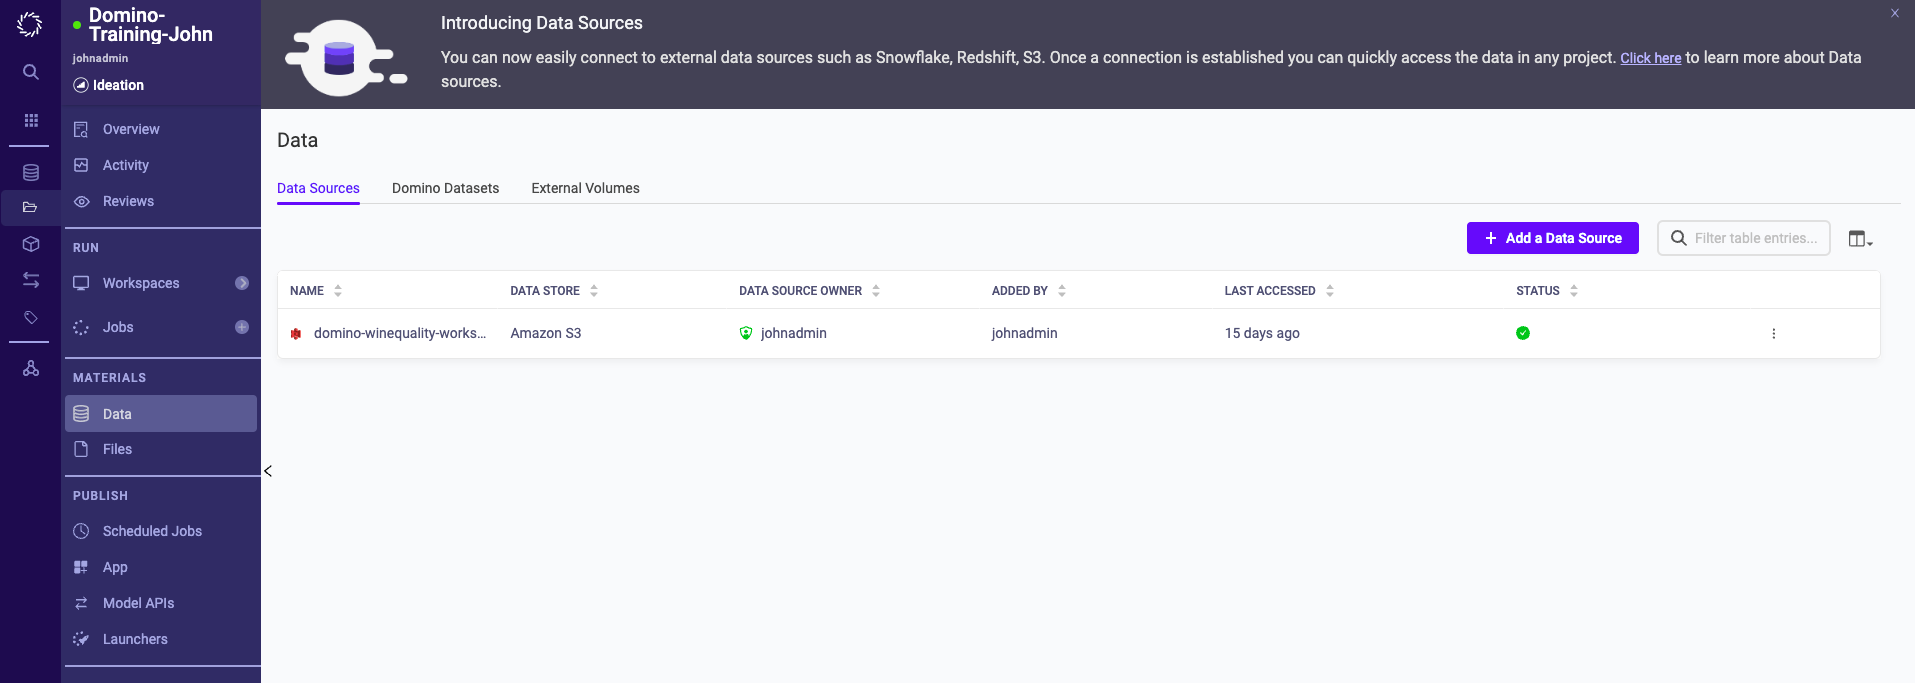 Domino-
Training-John
johnadmin
Ideation
Overview
Activity
Reviews
RUN
Workspaces
Jobs
MATERIALS
Data
Files
PUBLISH
Scheduled Jobs
App
Model APIs
Launchers
Introducing Data Sources
You can now easily connect to external data sources such as Snowflake, Redshift, S3. Once a connection is established you can quickly access the data in any project. Click here to learn more about Data
sources.
Data
Data Sources Domino Datasets External Volumes
+ Add a Data Source Filter table entries...
NAME DATA STORE DATA SOURCE OWNER ADDED BY LAST ACCESSED STATUS
domino-winequality-works... Amazon S3 johnadmin johnadmin 15 days ago